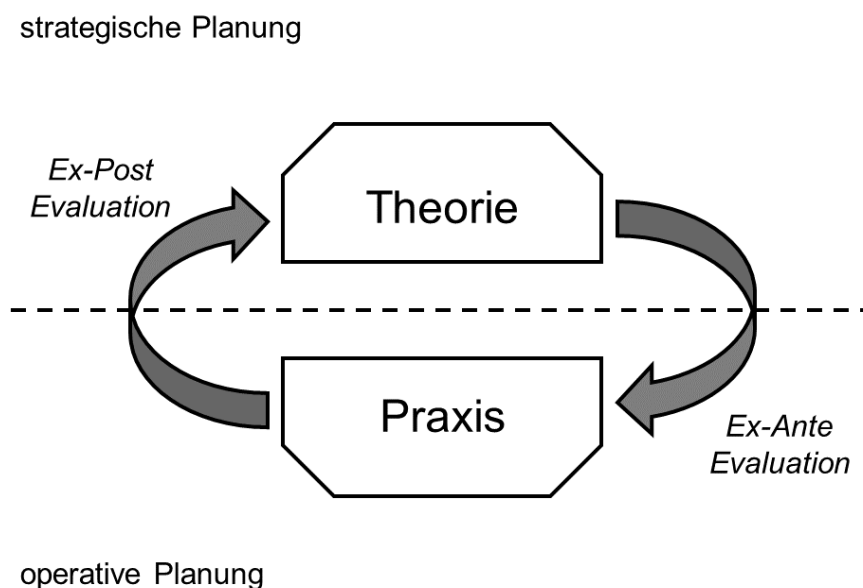 strategische Planung
Ex-Post
Evaluation
Theorie
Praxis
Ex-Ante
Evaluation
operative Planung